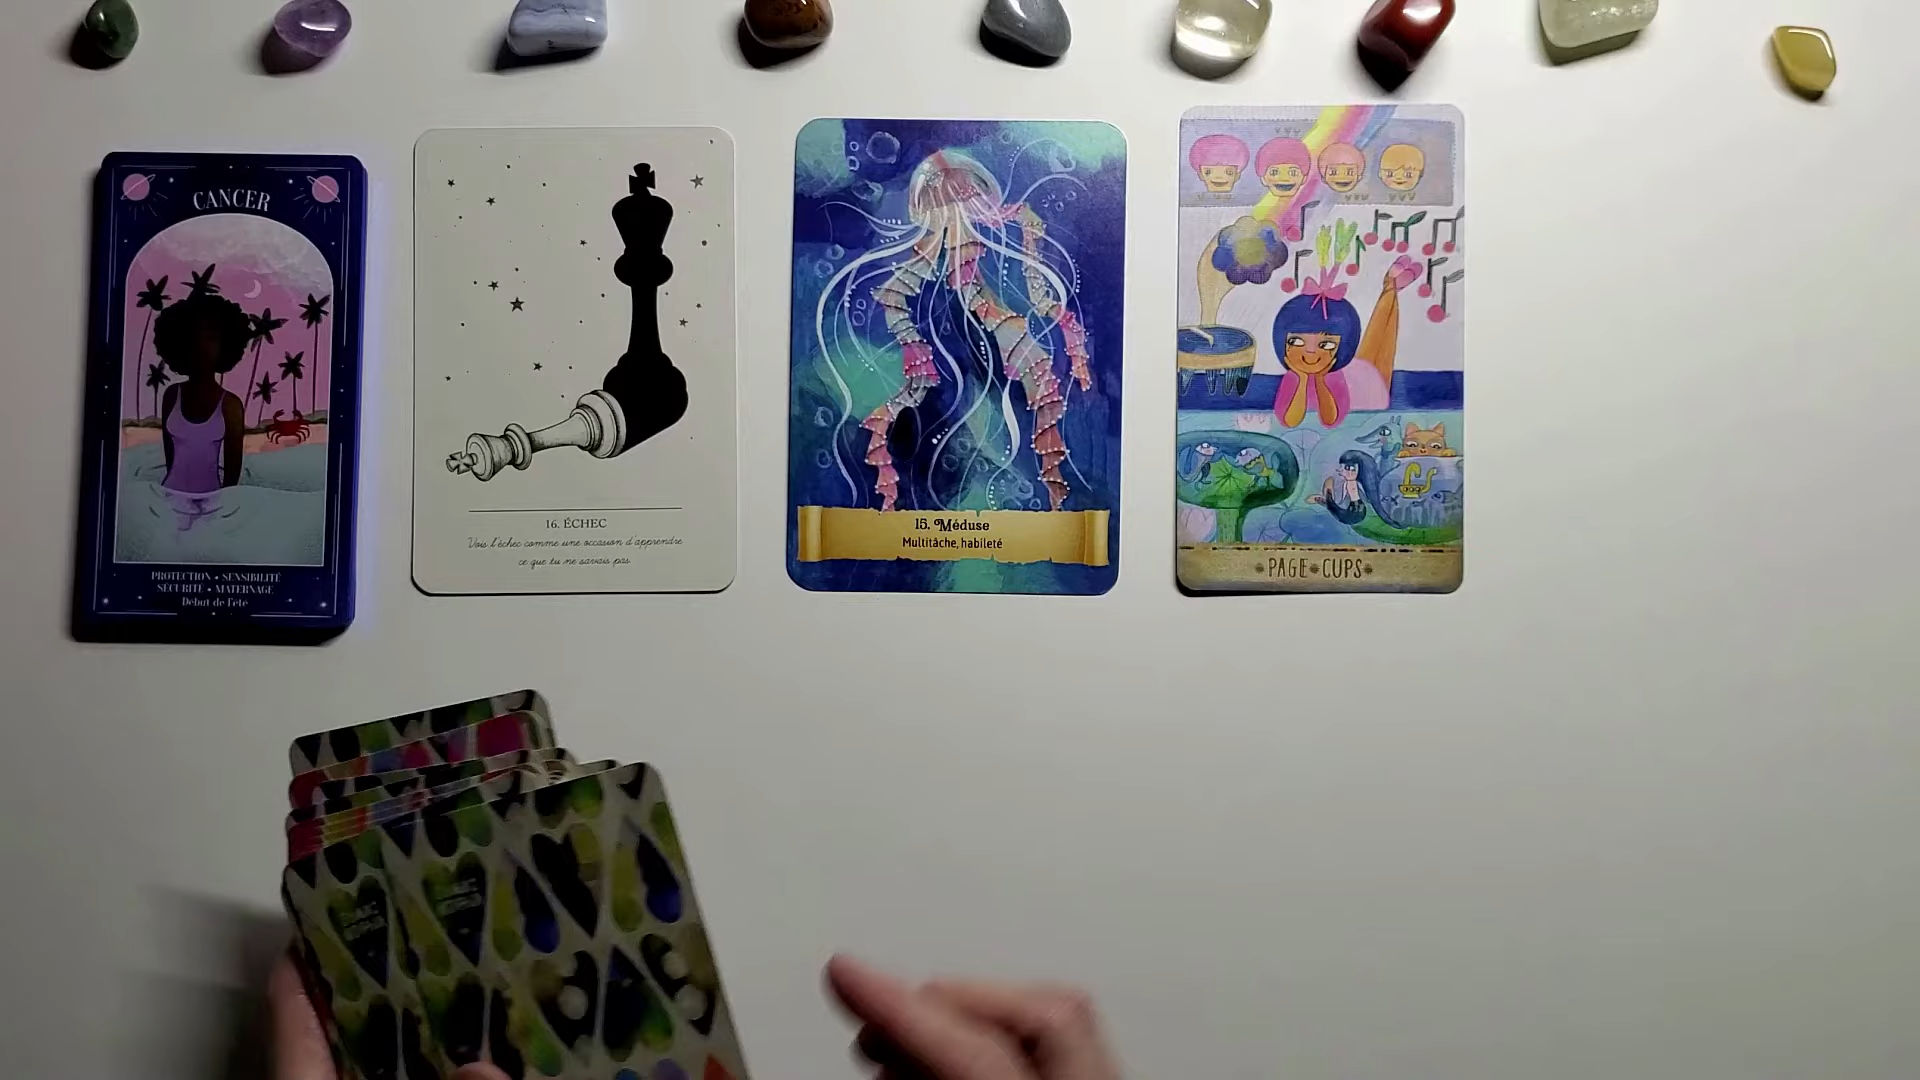 CANCER
PROTECTION • SENSIBILITÉ
SÉCURITÉ • MATERNAGE
Début de l'été
16. ÉCHEC
Vois l'échec comme une occasion d'apprendre
ce que tu ne savais pas
15. Méduse
Multitâche, habileté
PAGE CUPS